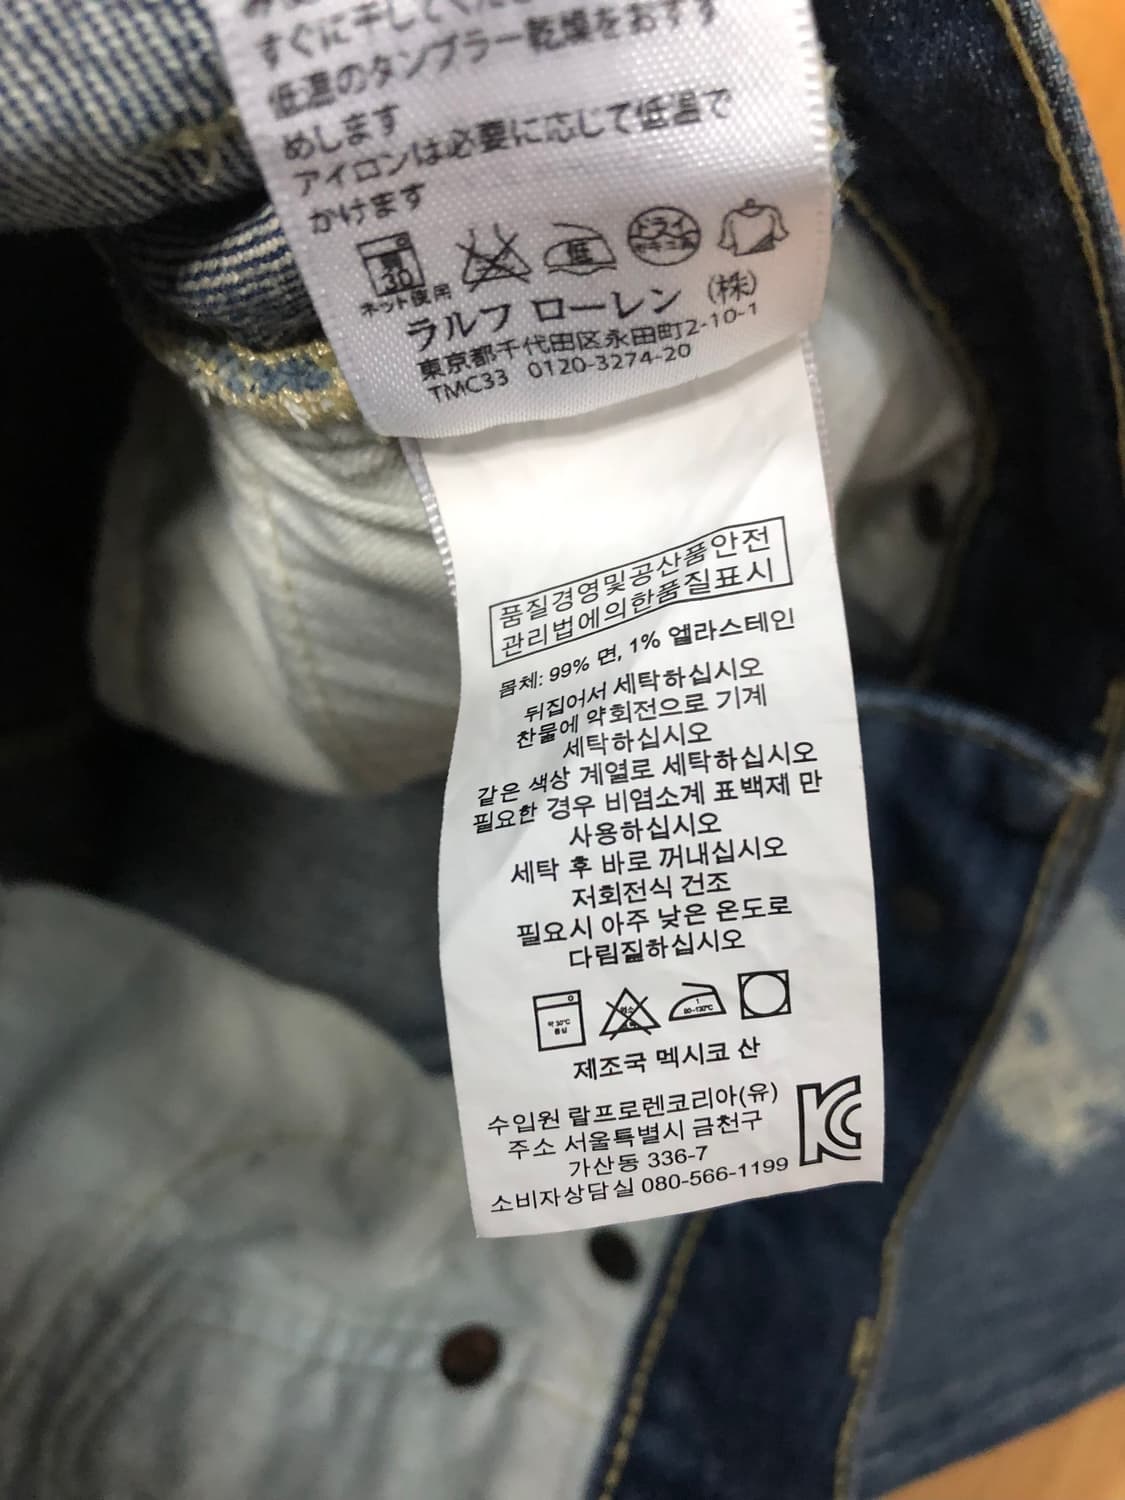 すぐに干してくださ
低温のタンブラー乾燥をおすす
めします
アイロンは必要に応じて低温で
かけます
30
低
ドライ
ネット使用
ラルフ ローレン (株)
東京都千代田区永田町2-10-1
TMC33 0120-3274-20
품질경영및공산품안전
관리법에의한품질표시
몸체: 99% 면, 1% 엘라스테인
뒤집어서 세탁하십시오
찬물에 약회전으로 기계
세탁하십시오
같은 색상 계열로 세탁하십시오
필요한 경우 비염소계 표백제 만
사용하십시오
세탁 후 바로 꺼내십시오
저회전식 건조
필요시 아주 낮은 온도로
다림질하십시오
약 30°C
중성
염소
1
80-120°C
제조국 멕시코 산
수입원 랄프로렌코리아(유)
주소 서울특별시 금천구
가산동 336-7
소비자상담실 080-566-1199
KC